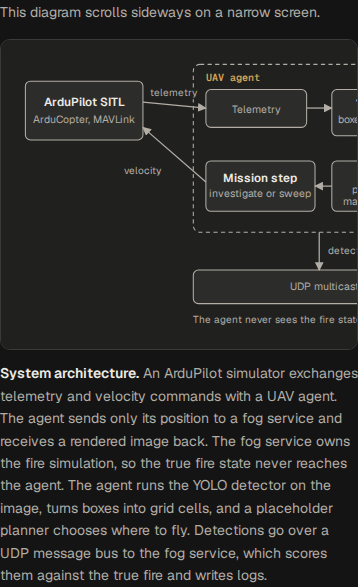 This diagram scrolls sideways on a narrow screen.
UAV agent
telemetry
ArduPilot SITL
ArduCopter, MAVLink
Telemetry
velocity
Mission step
investigate or sweep
UDP multicast
The agent never sees the fire state
System architecture. An ArduPilot simulator exchanges
telemetry and velocity commands with a UAV agent.
The agent sends only its position to a fog service and
receives a rendered image back. The fog service owns
the fire simulation, so the true fire state never reaches
the agent. The agent runs the YOLO detector on the
image, turns boxes into grid cells, and a placeholder
planner chooses where to fly. Detections go over a
UDP message bus to the fog service, which scores
them against the true fire and writes logs.